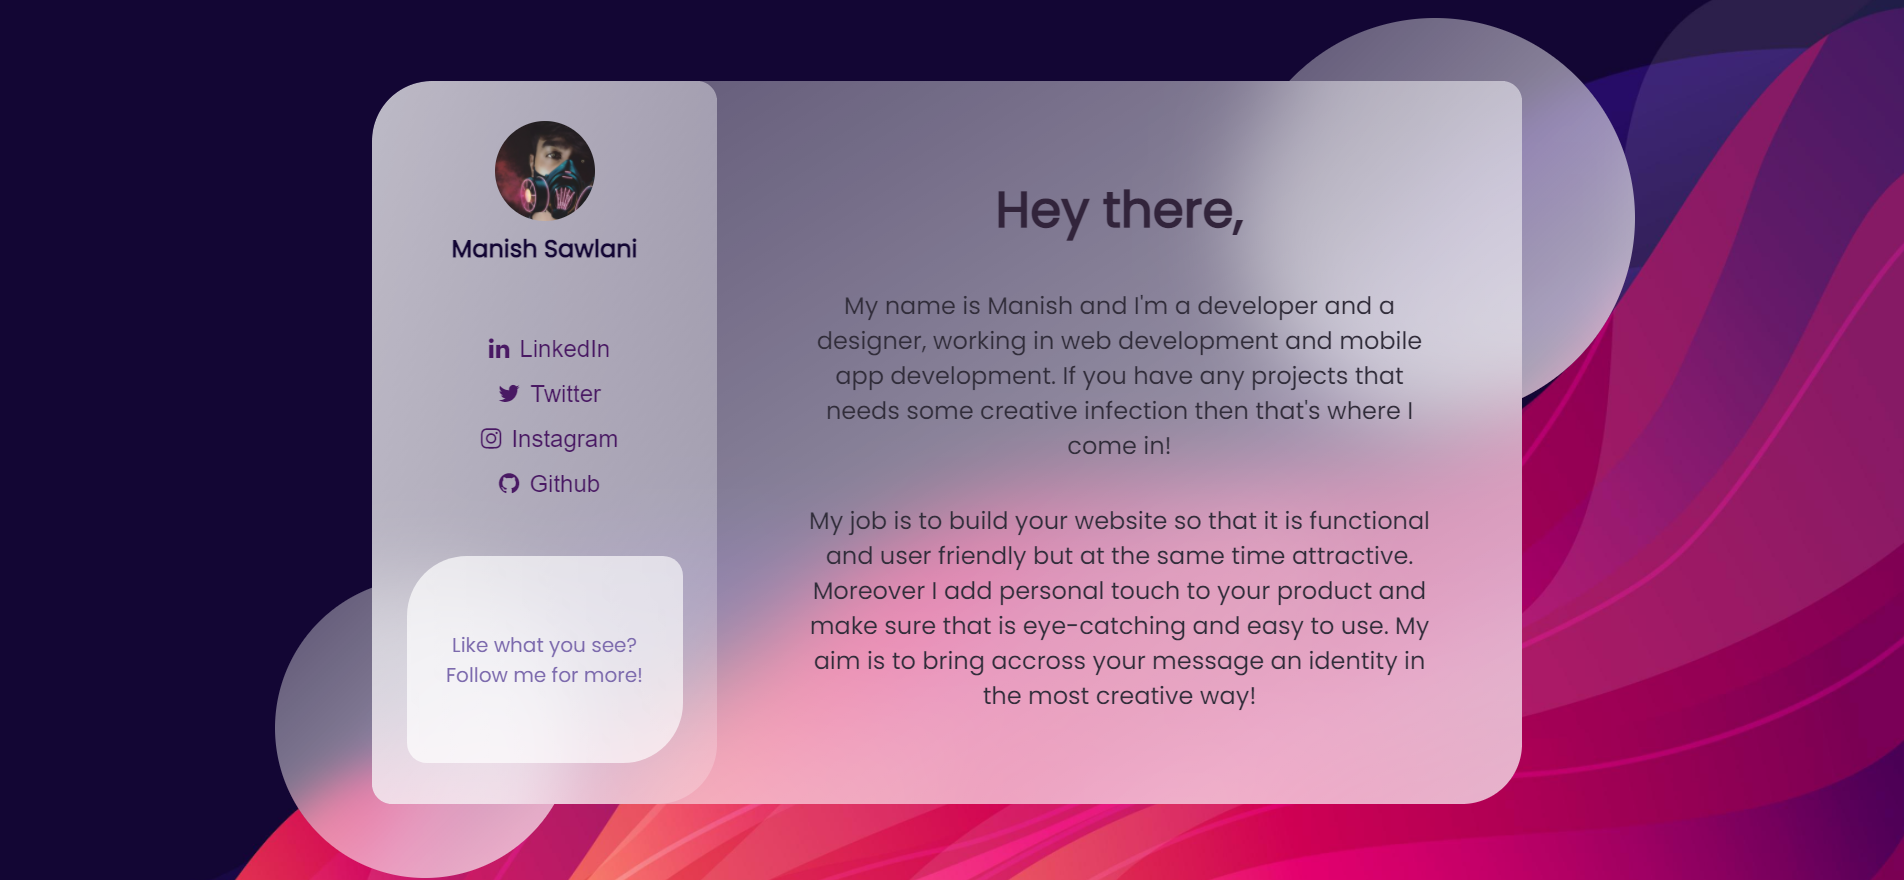 Manish Sawlani
LinkedIn
Twitter
Instagram
Github
Like what you see?
Follow me for more!
Hey there,
My name is Manish and I'm a developer and a
designer, working in web development and mobile
app development. If you have any projects that
needs some creative infection then that's where I
come in!
My job is to build your website so that it is functional
and user friendly but at the same time attractive.
Moreover I add personal touch to your product and
make sure that is eye-catching and easy to use. My
aim is to bring accross your message an identity in
the most creative way!